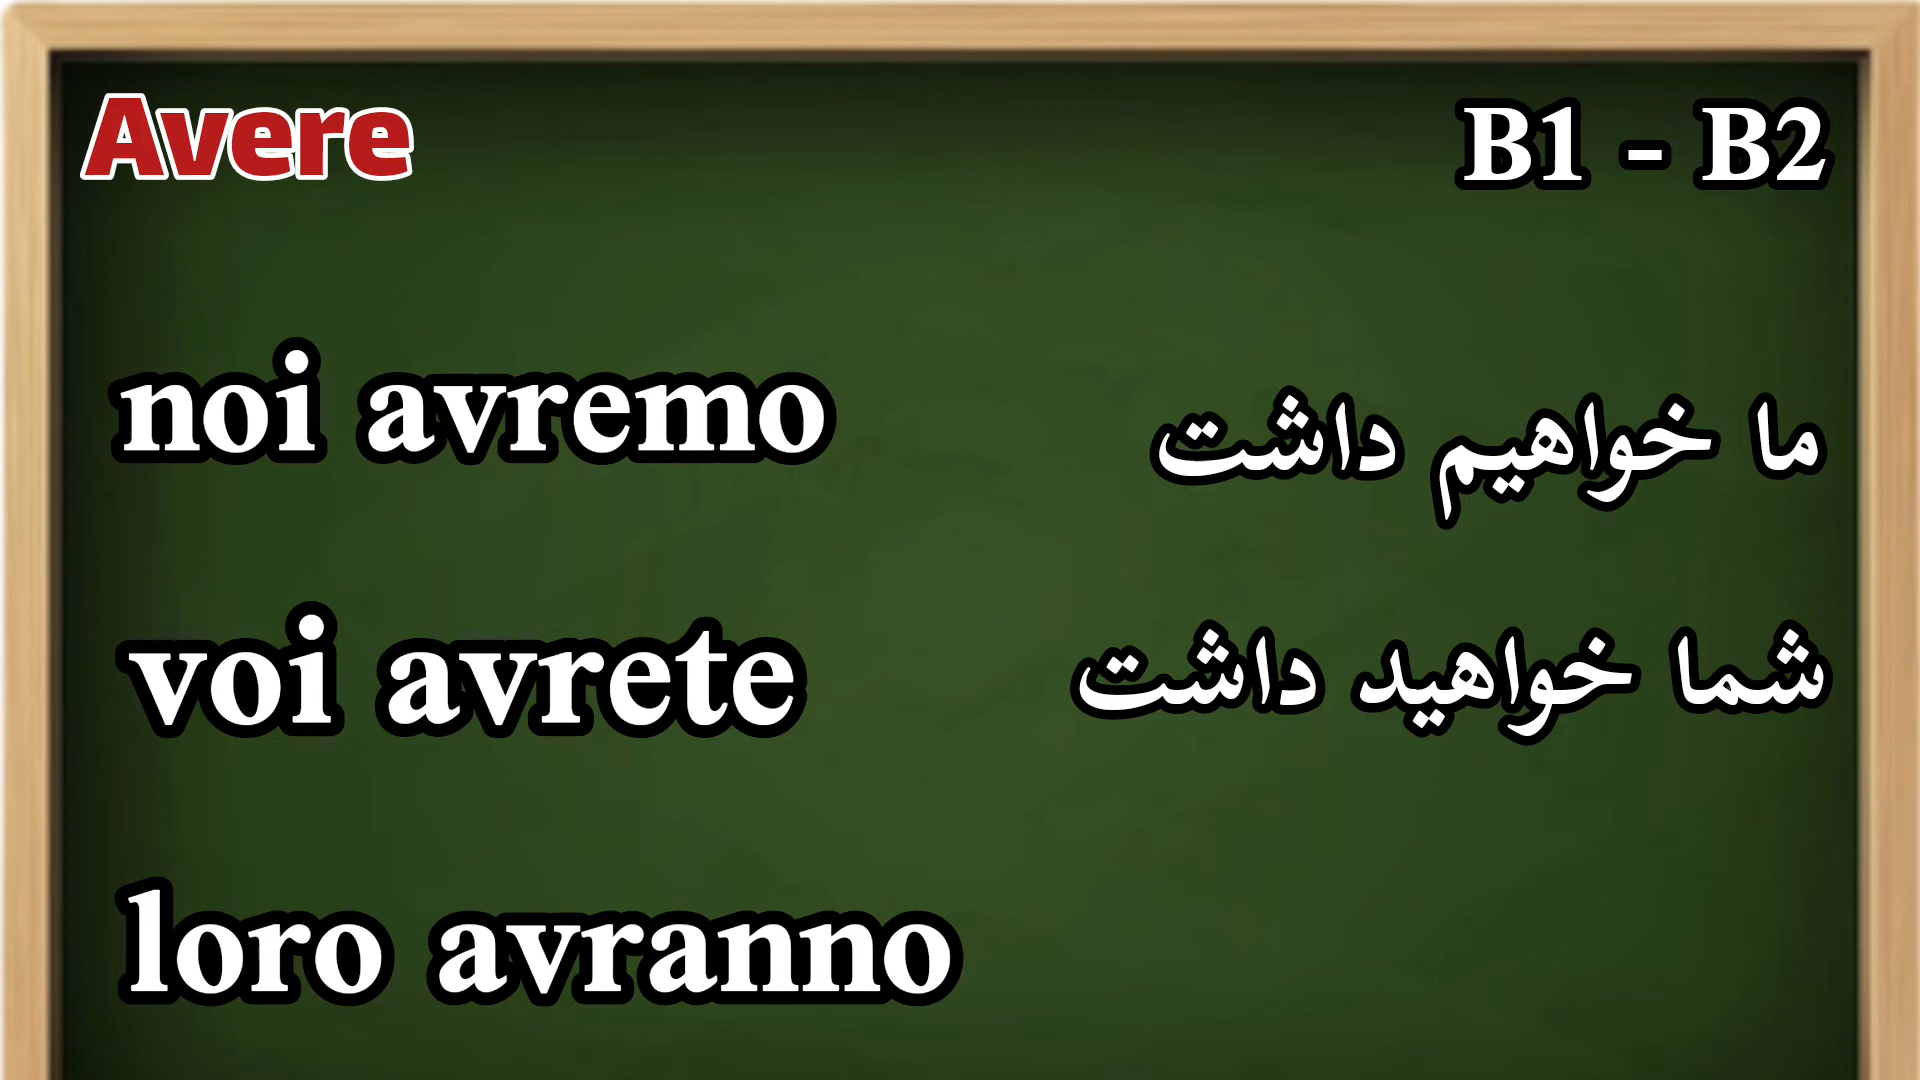 Avere
B1 - B2
noi avremo
ما خواهیم داشت
voi avrete
شما خواهید داشت
loro avranno